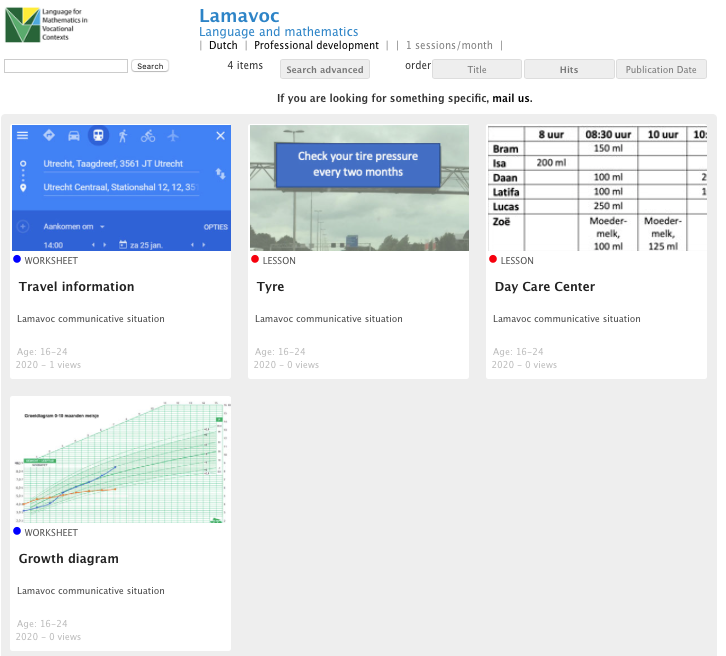 Language for
Mathematics in
Vocational
Contexts
Lamavoc
Language and mathematics
| Dutch | Professional development | | 1 sessions/month |
Search
4 items
Search advanced
order
Title
Hits
Publication Date
If you are looking for something specific, mail us.
Utrecht, Taagdreef, 3561 JT Utrecht
Utrecht Centraal, Stationshal 12, 12, 351
Aankomen om
OPTIES
14:00
za 25 jan.
WORKSHEET
Travel information
Lamavoc communicative situation
Age: 16-24
2020 - 1 views
Check your tire pressure
every two months
LESSON
Tyre
Lamavoc communicative situation
Age: 16-24
2020 - 0 views
8 uur 08:30 uur 10 uur 10:
Bram 150 ml
Isa 200 ml
Daan 100 ml 2
Latifa 100 ml 1
Lucas 250 ml
Zoë Moeder- Moeder-
melk, melk,
100 ml 125 ml
LESSON
Day Care Center
Lamavoc communicative situation
Age: 16-24
2020 - 0 views
Groeidiagram 0-15 maanden meisje
WORKSHEET
Growth diagram
Lamavoc communicative situation
Age: 16-24
2020 - 0 views